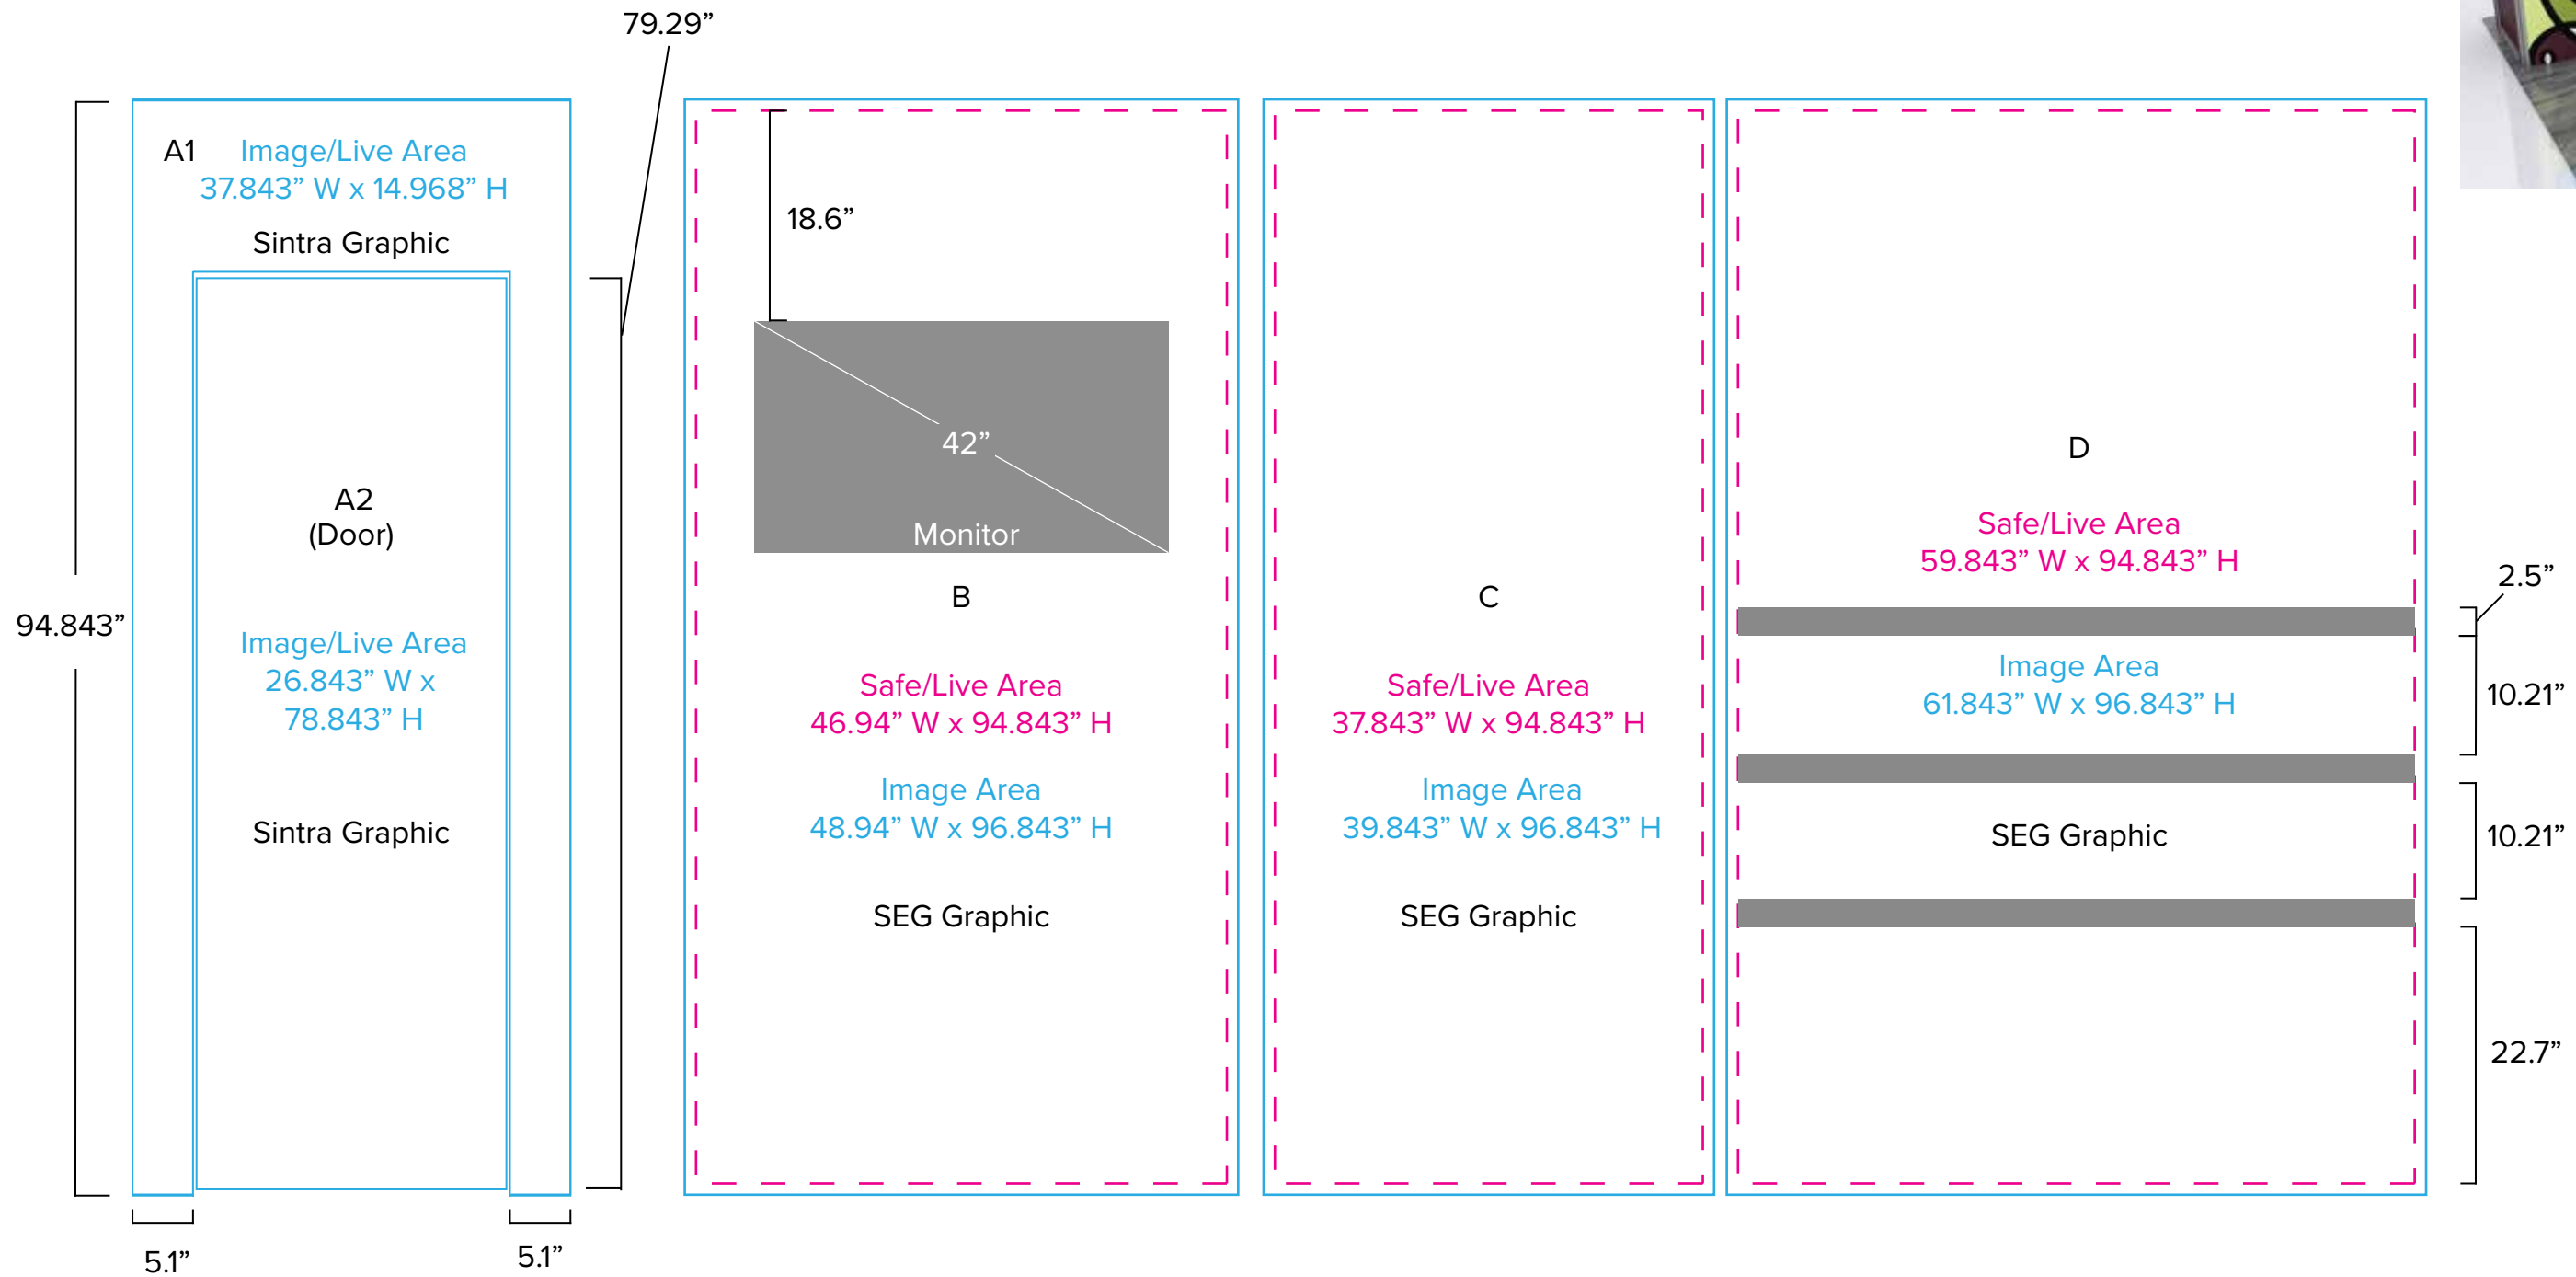 79.29”
94.843”
A1
Image/Live Area
37.843” W x 14.968” H
Sintra Graphic
A2
(Door)
Image/Live Area
26.843” W x
78.843” H
Sintra Graphic
5.1”
5.1”
18.6”
42”
Monitor
B
Safe/Live Area
46.94” W x 94.843” H
Image Area
48.94” W x 96.843” H
SEG Graphic
C
Safe/Live Area
37.843” W x 94.843” H
Image Area
39.843” W x 96.843” H
SEG Graphic
D
Safe/Live Area
59.843” W x 94.843” H
Image Area
61.843” W x 96.843” H
SEG Graphic
2.5”
10.21”
10.21”
22.7”